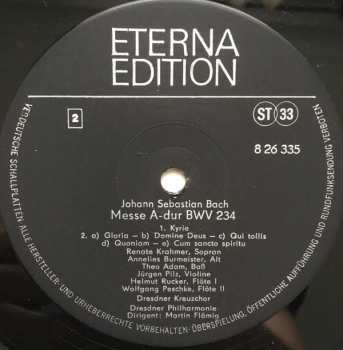 ETERNA
EDITION
2
ST 33
8 26 335
Johann Sebastian Bach
Messe A-dur BWV 234
1. Kyrie
2. a) Gloria – b) Domine Deus – c) Qui tollis
d) Quoniam – e) Cum sancto spiritu
Renate Krahmer, Sopran
Annelies Burmeister, Alt
Theo Adam, Baß
Jürgen Pilz, Violine
Helmut Rucker, Flöte I
Wolfgang Peschke, Flöte II
Dresdner Kreuzchor
Dresdner Philharmonie
Dirigent: Martin Flämig
VEB DEUTSCHE SCHALLPLATTEN ALLE HERSTELLER- UND URHEBERRECHTE VORBEHALTEN · ÜBERSPIELUNG, ÖFFENTLICHE AUFFÜHRUNG UND RUNDFUNKSENDUNG VERBOTEN